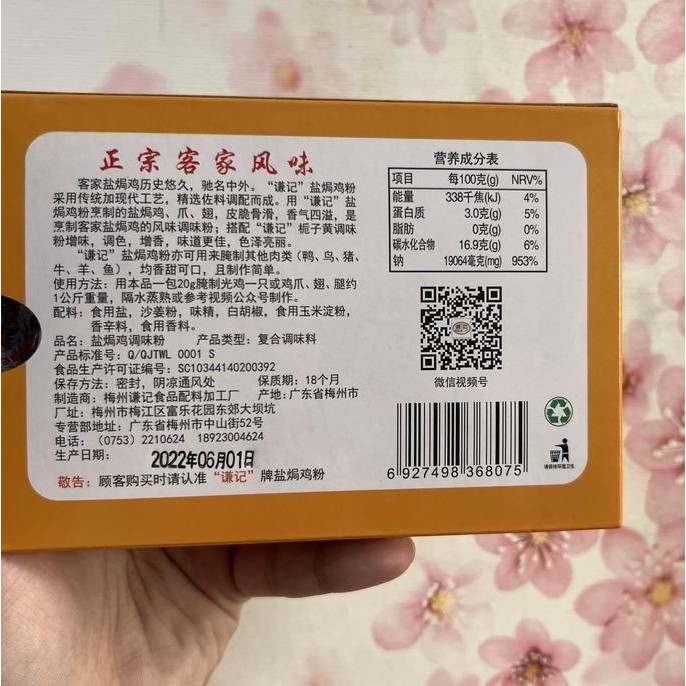 正宗客家风味
客家盐焗鸡历史悠久，驰名中外。“谦记”盐焗鸡粉
采用传统加现代工艺，精选佐料调配而成。用“谦记”盐
焗鸡粉烹制的盐焗鸡、爪、翅，皮脆骨滑，香气四溢，是
烹制客家盐焗鸡的风味调味粉；搭配“谦记”栀子黄调味
粉增味，调色，增香，味道更佳，色泽亮丽。
“谦记”盐焗鸡粉亦可用来腌制其他肉类（鸭、鸟、猪、
牛、羊、鱼），均香甜可口，且制作简单。
使用方法：用本品一包20g腌制光鸡一只或鸡爪、翅、腿约
1公斤重量，隔水蒸熟或参考视频公众号制作。
配料：食用盐，沙姜粉，味精，白胡椒，食用玉米淀粉，
香辛料，食用香料。
品名：盐焗鸡调味粉 产品类型：复合调味料
产品标准号：Q/QJTWL 0001 S
食品生产许可证编号：SC10344140200392
保存方法：密封，阴凉通风处 保质期：18个月
制造商：梅州谦记食品配料加工厂 产地：广东省梅州市
厂址：梅州市梅江区富乐花园东郊大坝坑
专营部地址：广东省梅州市中山街52号
电话：（0753）2210624 18923004624
生产日期：
2022年06月01日
敬告：顾客购买时请认准“谦记”牌盐焗鸡粉
营养成分表
项目 每100克(g) NRV%
能量 338千焦(kJ) 4%
蛋白质 3.0克(g) 5%
脂肪 0克(g) 0%
碳水化合物 16.9克(g) 6%
钠 19064毫克(mg) 953%
微信视频号
6 927498 368075